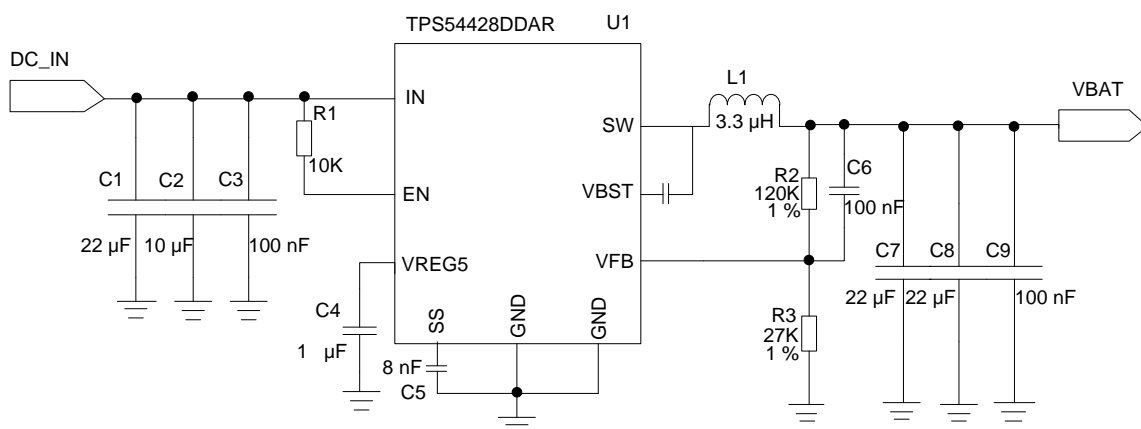 TPS54428DDAR U1
DC_IN
L1
VBAT
IN
R1
SW
3.3 µH
10K
C6
C1 C2 C3
EN
VBST
R2
120K
1 %
100 nF
22 µF 10 µF 100 nF
VREG5
VFB
C7 C8 C9
C4
SS
GND
GND
R3
27K
1 %
22 µF 22 µF 100 nF
1 µF
8 nF
C5